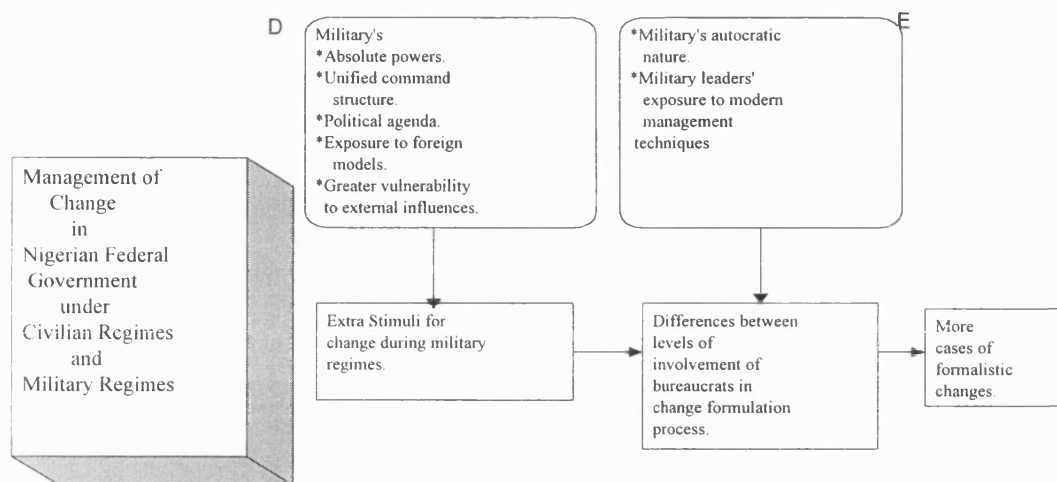 D
Military's
*Absolute powers.
*Unified command
structure.
*Political agenda.
*Exposure to foreign
models.
*Greater vulnerability
to external influences.
E
*Military's autocratic
nature.
*Military leaders'
exposure to modern
management
techniques
Management of
Change
in
Nigerian Federal
Government
under
Civilian Regimes
and
Military Regimes
Extra Stimuli for
change during military
regimes.
Differences between
levels of
involvement of
bureaucrats in
change formulation
process.
More
cases of
formalistic
changes.